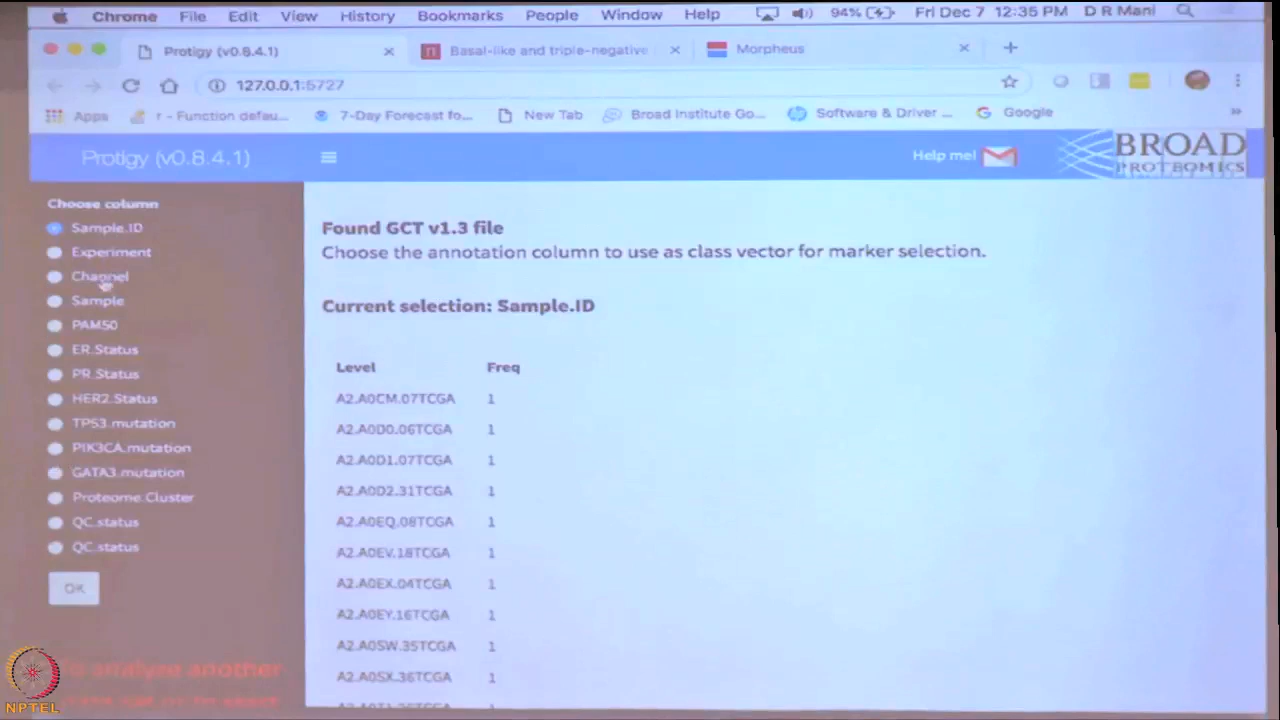 Chrome File Edit View History Bookmarks People Window Help 94% Fri Dec 7 12:35 PM D R Mani
Protigy (v0.8.4.1) Basal-like and triple-negative Morpheus
127.0.0.1:5727
Apps r - Function defau... 7-Day Forecast fo... New Tab Broad Institute Go... Software & Driver ... Google
Protigy (v0.8.4.1) Help me! BROAD
PROTEOMICS
Choose column
Sample.ID
Experiment
Channel
Sample
PAM50
ER.Status
PR.Status
HER2.Status
TP53.mutation
PIK3CA.mutation
GATA3.mutation
Proteome.Cluster
QC.status
QC.status
OK
analyze another
Found GCT v1.3 file
Choose the annotation column to use as class vector for marker selection.
Current selection: Sample.ID
Level Freq
A2.A0CM.07TCGA 1
A2.A0D0.06TCGA 1
A2.A0D1.07TCGA 1
A2.A0D2.31TCGA 1
A2.A0EQ.08TCGA 1
A2.A0EV.18TCGA 1
A2.A0EX.04TCGA 1
A2.A0EY.16TCGA 1
A2.A0SW.35TCGA 1
A2.A0SX.36TCGA 1
NPTEL